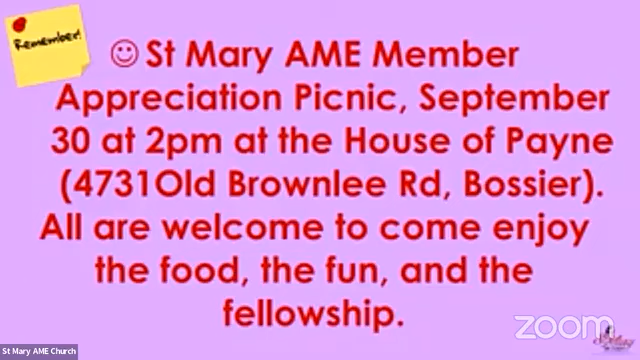 Remember!
☺ St Mary AME Member
Appreciation Picnic, September
30 at 2pm at the House of Payne
(4731Old Brownlee Rd, Bossier).
All are welcome to come enjoy
the food, the fun, and the
fellowship.
zoom
St Mary AME Church